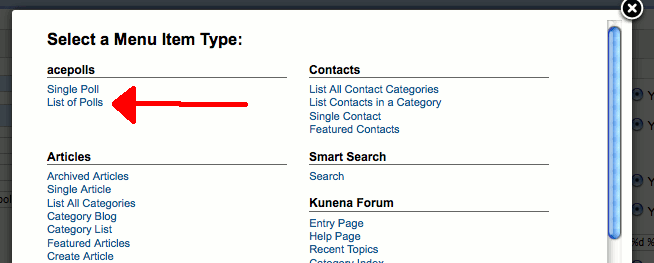 Select a Menu Item Type:
acepolls
Single Poll
List of Polls
Contacts
List All Contact Categories
List Contacts in a Category
Single Contact
Featured Contacts
Articles
Archived Articles
Single Article
List All Categories
Category Blog
Category List
Featured Articles
Create Article
Smart Search
Search
Kunena Forum
Entry Page
Help Page
Recent Topics
Category Index